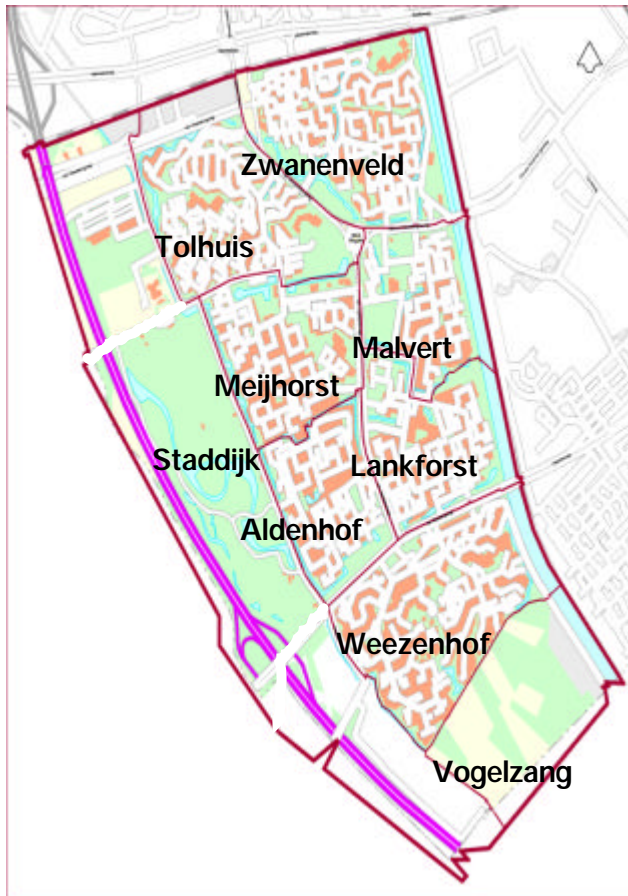 Zwanenveld
Tolhuis
Malvert
Meijhorst
Staddijk
Lankforst
Aldenhof
Weezenhof
Vogelzang